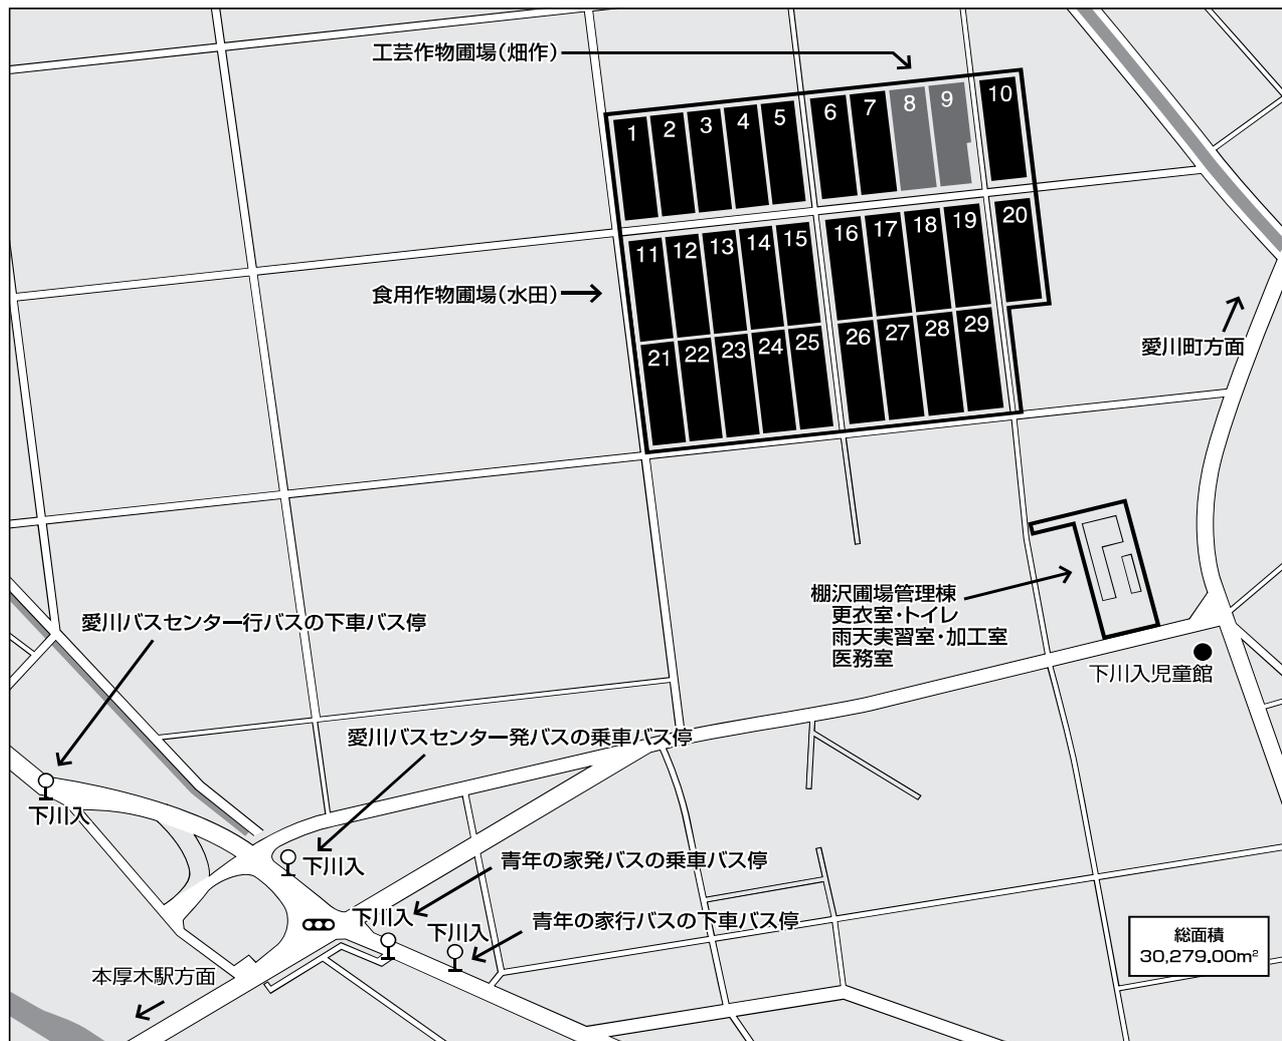 工芸作物圃場（畑作）
1 2 3 4 5 6 7 8 9 10
食用作物圃場（水田）
11 12 13 14 15 16 17 18 19 20
21 22 23 24 25 26 27 28 29
愛川町方面
棚沢圃場管理棟
更衣室・トイレ
雨天実習室・加工室
医務室
下川入児童館
愛川バスセンター行バスの下車バス停
下川入
愛川バスセンター発バスの乗車バス停
下川入
青年の家発バスの乗車バス停
下川入
青年の家行バスの下車バス停
下川入
本厚木駅方面
総面積
30,279.00m²